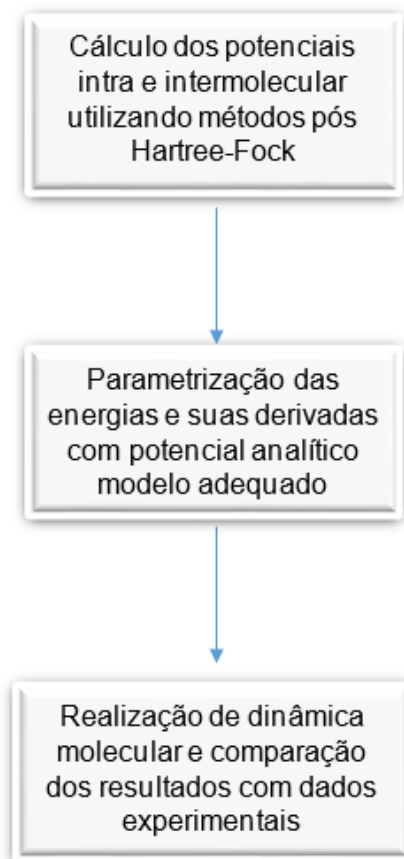 Cálculo dos potenciais
intra e intermolecular
utilizando métodos pós
Hartree-Fock
Parametrização das
energias e suas derivadas
com potencial analítico
modelo adequado
Realização de dinâmica
molecular e comparação
dos resultados com dados
experimentais